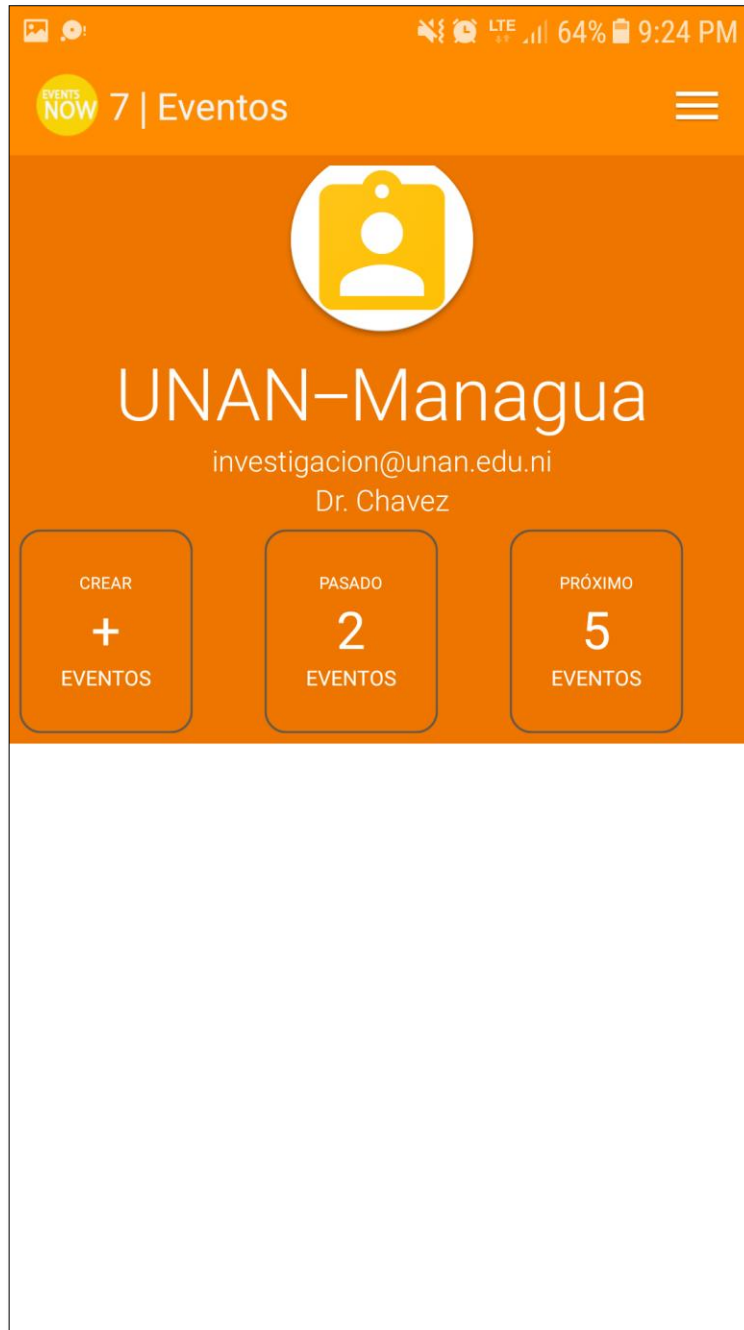 LTE 64% 9:24 PM
EVENTS
NOW
7 | Eventos
UNAN–Managua
investigacion@unan.edu.ni
Dr. Chavez
CREAR
+
EVENTOS
PASADO
2
EVENTOS
PRÓXIMO
5
EVENTOS